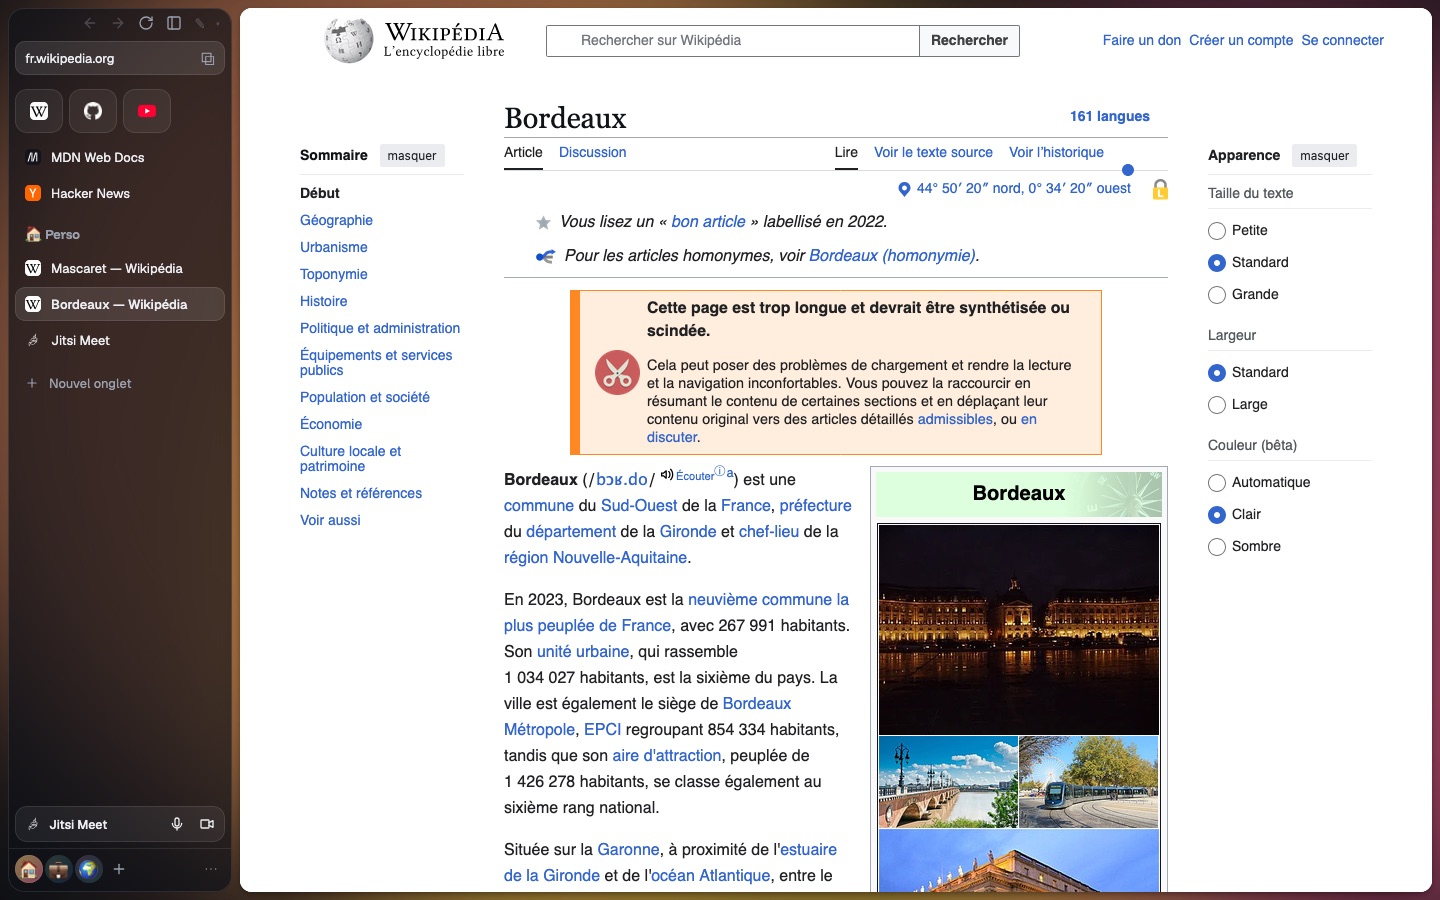 fr.wikipedia.org
MDN Web Docs
Hacker News
Perso
Mascaret — Wikipédia
Bordeaux — Wikipédia
Jitsi Meet
Nouvel onglet
Jitsi Meet
WIKIPÉDIA
L'encyclopédie libre
Rechercher sur Wikipédia
Rechercher
Faire un don Créer un compte Se connecter
Sommaire masquer
Début
Géographie
Urbanisme
Toponymie
Histoire
Politique et administration
Équipements et services
publics
Population et société
Économie
Culture locale et
patrimoine
Notes et références
Voir aussi
Bordeaux
161 langues
Article Discussion Lire Voir le texte source Voir l’historique
44° 50′ 20″ nord, 0° 34′ 20″ ouest
Vous lisez un « bon article » labellisé en 2022.
Pour les articles homonymes, voir Bordeaux (homonymie).
Cette page est trop longue et devrait être synthétisée ou
scindée.
Cela peut poser des problèmes de chargement et rendre la lecture
et la navigation inconfortables. Vous pouvez la raccourcir en
résumant le contenu de certaines sections et en déplaçant leur
contenu original vers des articles détaillés admissibles, ou en
discuter.
Bordeaux (/bɔʁ.do/ Écouterⓘa) est une
commune du Sud-Ouest de la France, préfecture
du département de la Gironde et chef-lieu de la
région Nouvelle-Aquitaine.
En 2023, Bordeaux est la neuvième commune la
plus peuplée de France, avec 267 991 habitants.
Son unité urbaine, qui rassemble
1 034 027 habitants, est la sixième du pays. La
ville est également le siège de Bordeaux
Métropole, EPCI regroupant 854 334 habitants,
tandis que son aire d'attraction, peuplée de
1 426 278 habitants, se classe également au
sixième rang national.
Située sur la Garonne, à proximité de l'estuaire
de la Gironde et de l'océan Atlantique, entre le
Bordeaux
Apparence masquer
Taille du texte
Petite
Standard
Grande
Largeur
Standard
Large
Couleur (bêta)
Automatique
Clair
Sombre